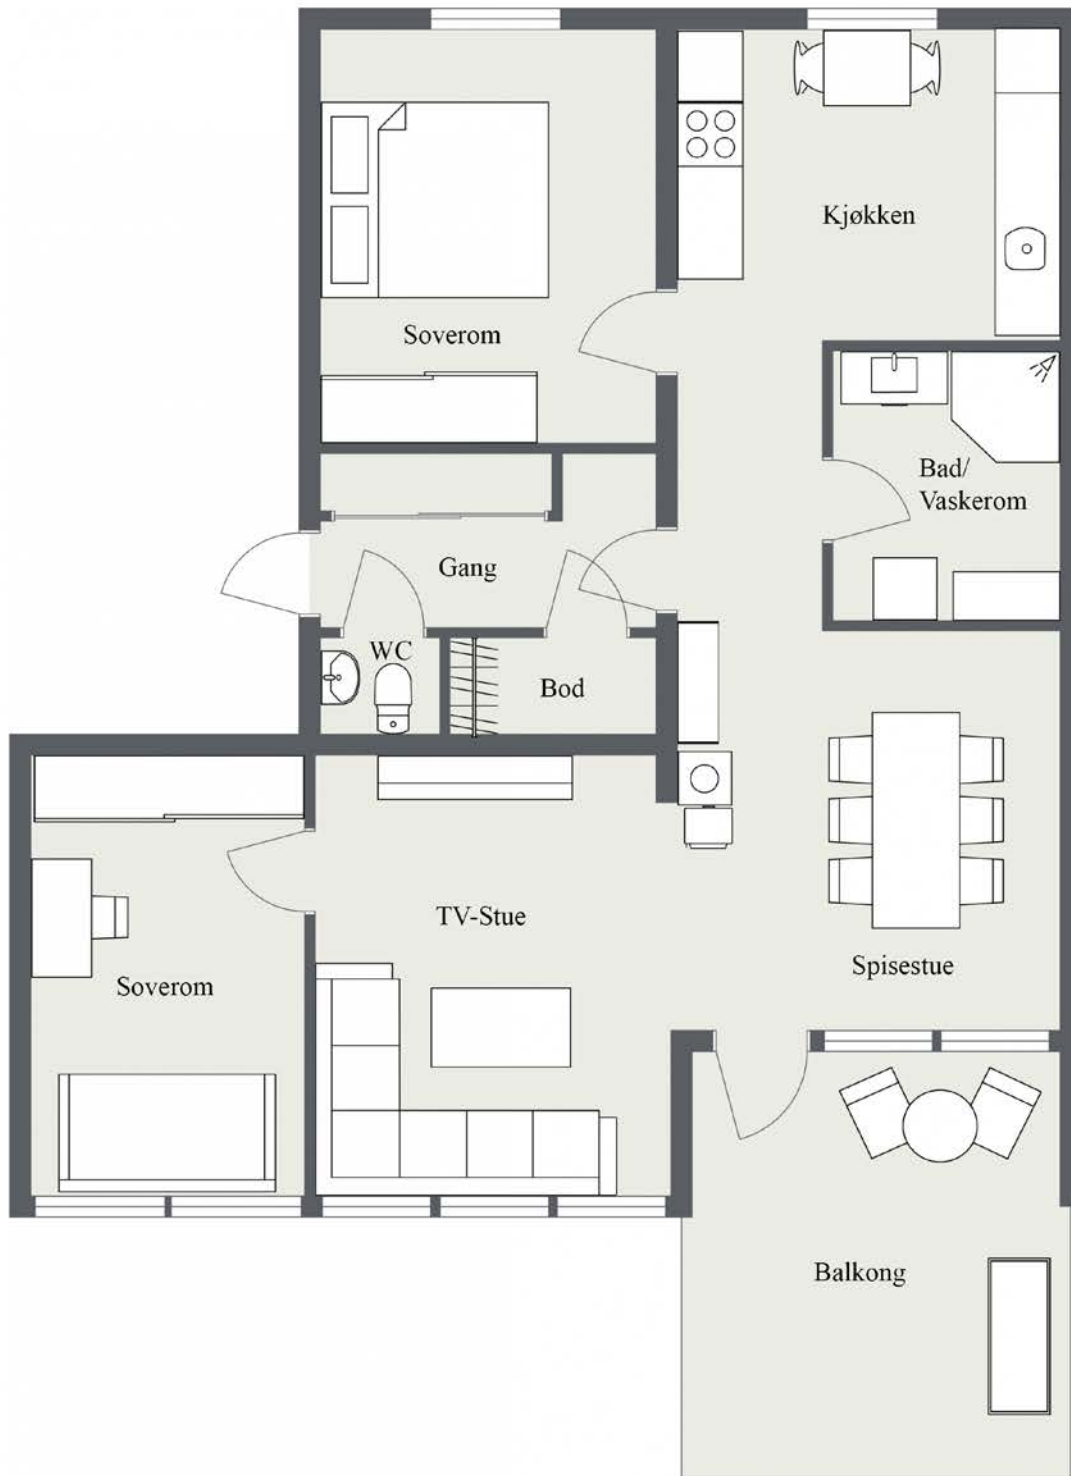 Kjøkken
Soverom
Bad/
Vaskerom
Gang
WC
Bod
TV-Stue
Spisestue
Soverom
Balkong